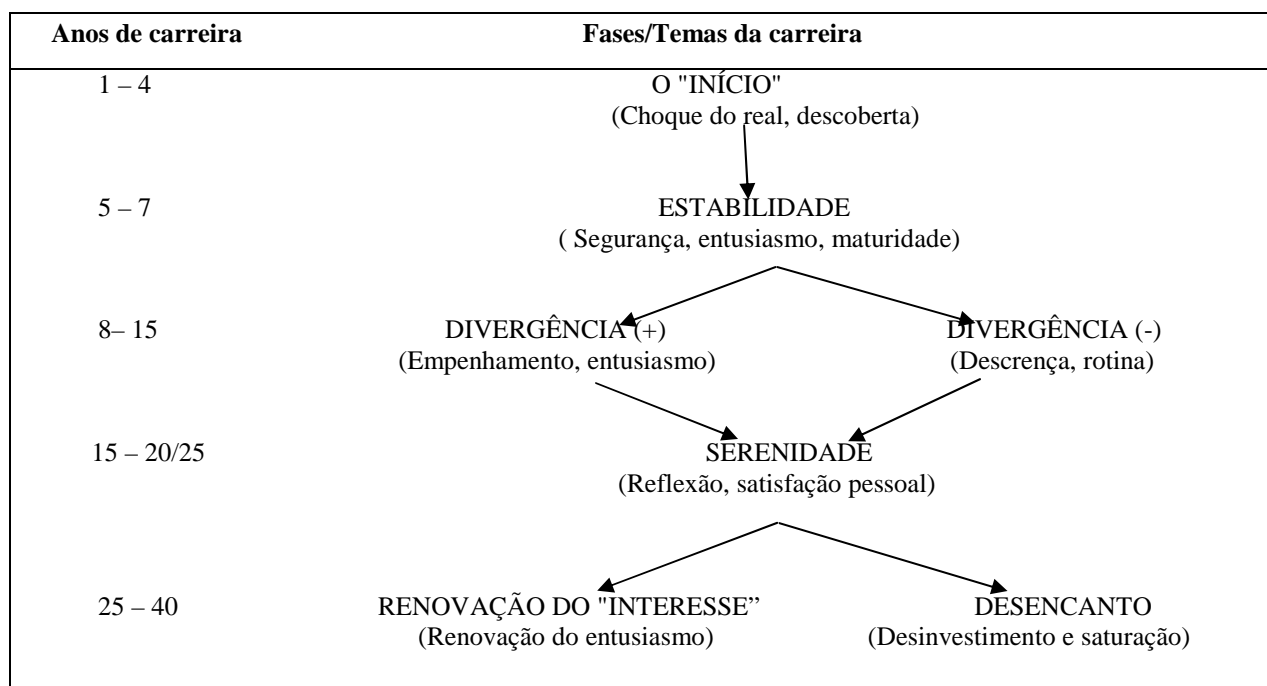 Anos de carreira Fases/Temas da carreira
1 – 4 O "INÍCIO"
(Choque do real, descoberta)
5 – 7 ESTABILIDADE
( Segurança, entusiasmo, maturidade)
8– 15 DIVERGÊNCIA (+) DIVERGÊNCIA (-)
(Empenhamento, entusiasmo) (Descrença, rotina)
15 – 20/25 SERENIDADE
(Reflexão, satisfação pessoal)
25 – 40 RENOVAÇÃO DO "INTERESSE” DESENCANTO
(Renovação do entusiasmo) (Desinvestimento e saturação)